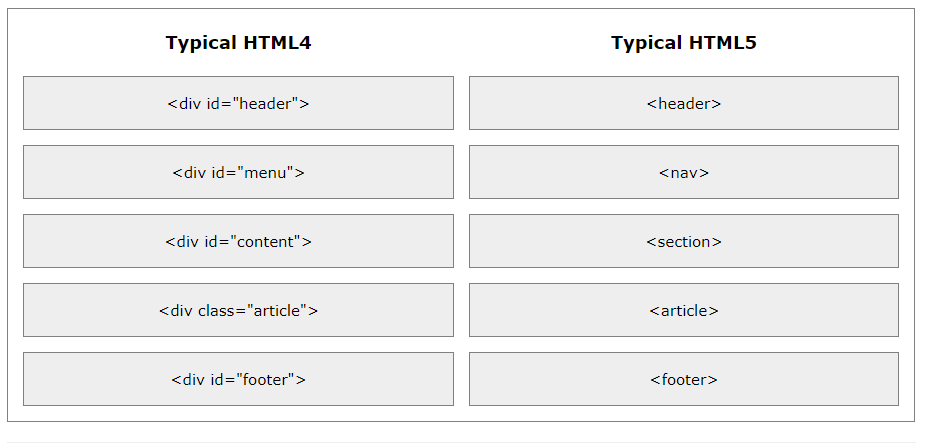 Typical HTML4 Typical HTML5
<div id="header"> <header>
<div id="menu"> <nav>
<div id="content"> <section>
<div class="article"> <article>
<div id="footer"> <footer>